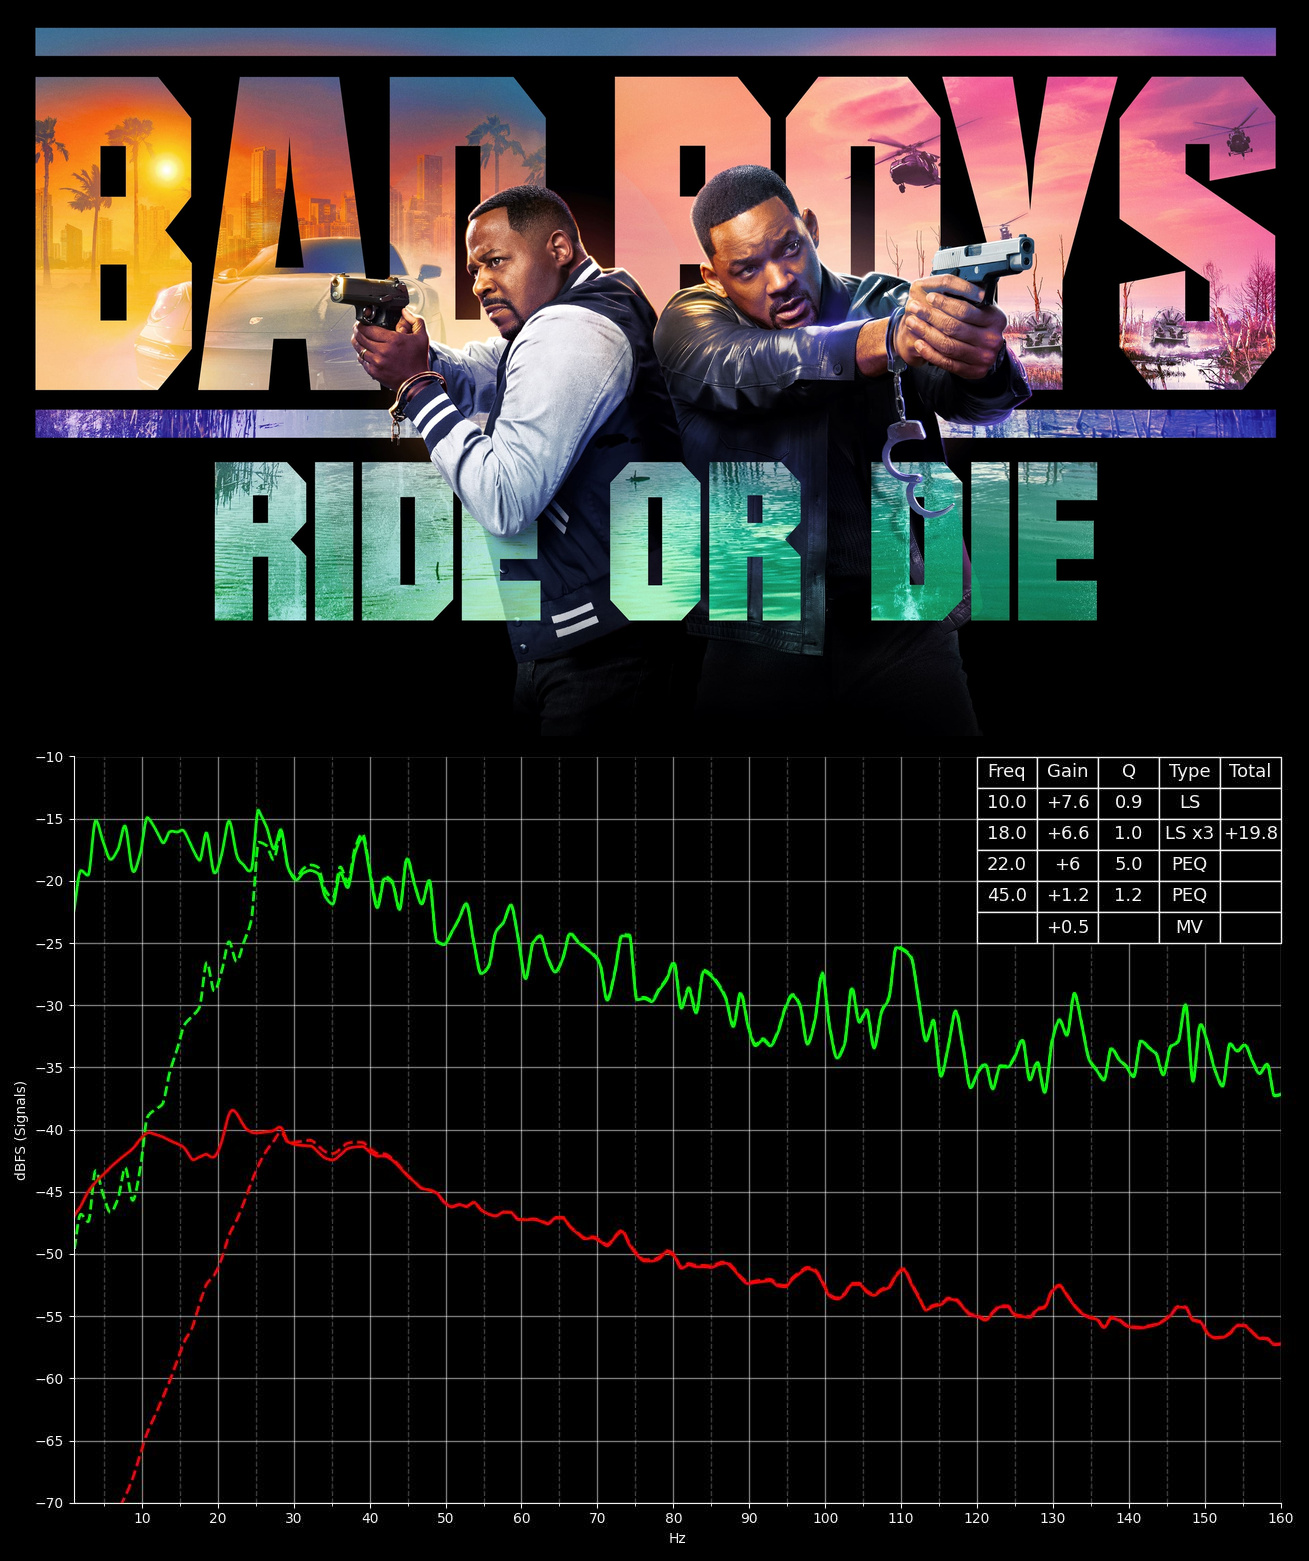 BAD BOYS
RIDE OR DIE
Freq Gain Q Type Total
10.0 +7.6 0.9 LS
18.0 +6.6 1.0 LS x3 +19.8
22.0 +6 5.0 PEQ
45.0 +1.2 1.2 PEQ
+0.5 MV
−10
−15
−20
−25
−30
−35
−40
−45
−50
−55
−60
−65
−70
dBFS (Signals)
10 20 30 40 50 60 70 80 90 100 110 120 130 140 150 160
Hz